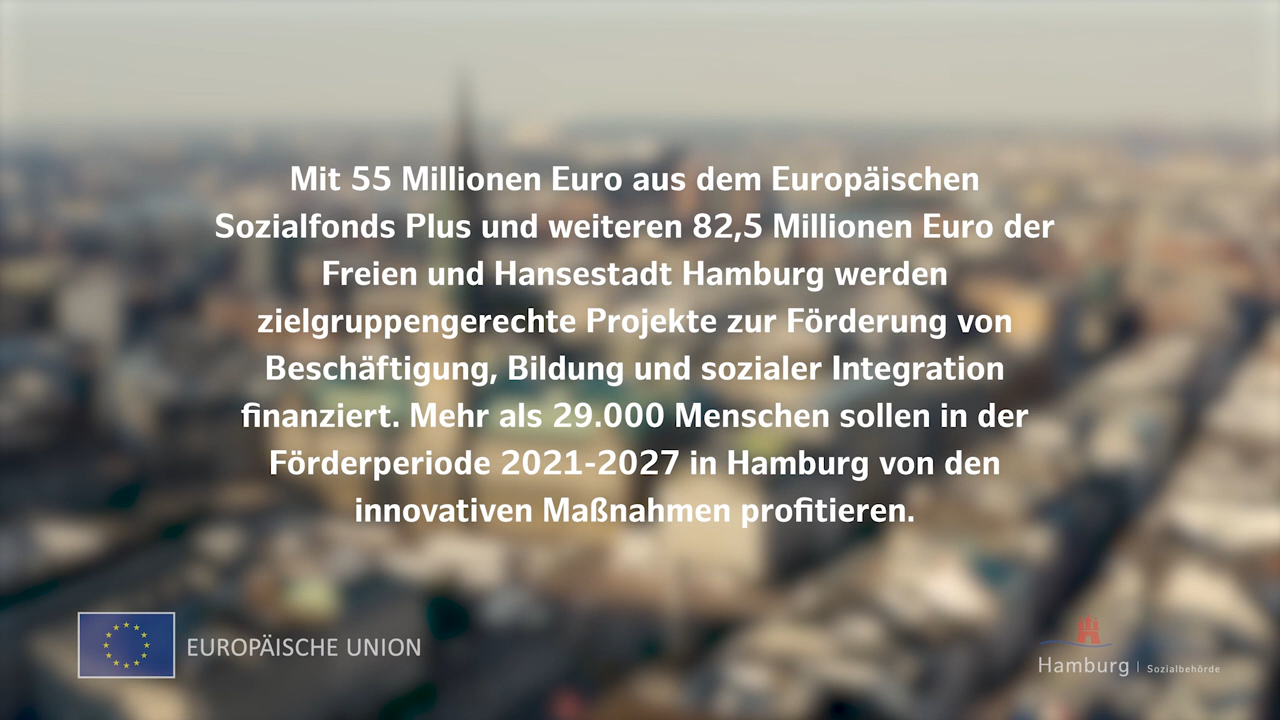 Mit 55 Millionen Euro aus dem Europäischen
Sozialfonds Plus und weiteren 82,5 Millionen Euro der
Freien und Hansestadt Hamburg werden
zielgruppengerechte Projekte zur Förderung von
Beschäftigung, Bildung und sozialer Integration
finanziert. Mehr als 29.000 Menschen sollen in der
Förderperiode 2021-2027 in Hamburg von den
innovativen Maßnahmen profitieren.
EUROPÄISCHE UNION
Hamburg | Sozialbehörde